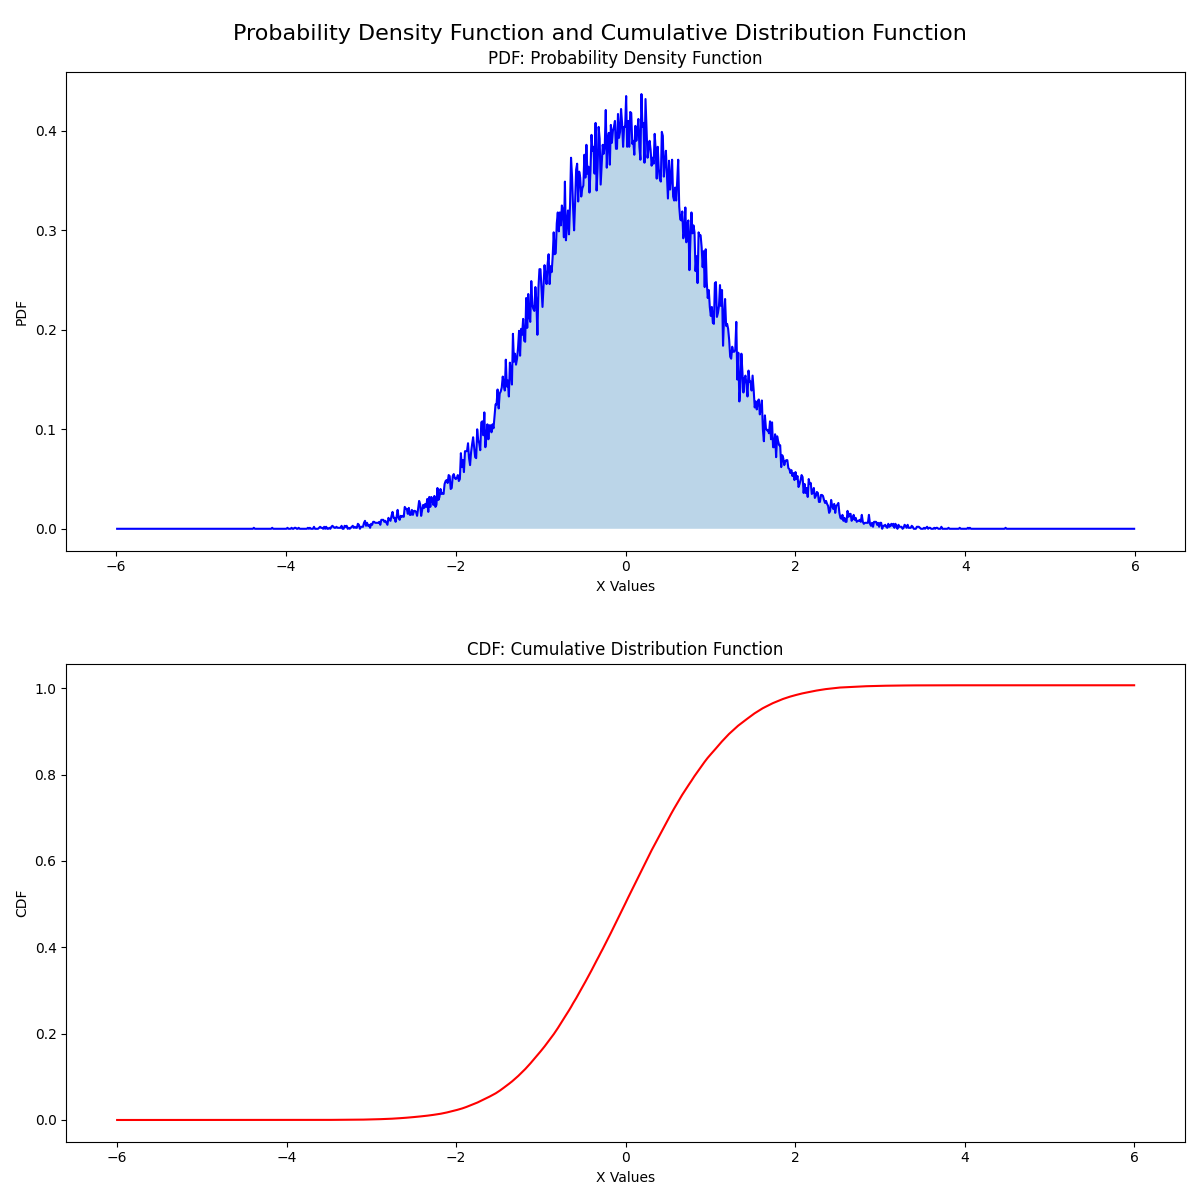 Probability Density Function and Cumulative Distribution Function
PDF: Probability Density Function
0.4
0.3
0.2
0.1
0.0
PDF
−6 −4 −2 0 2 4 6
X Values
CDF: Cumulative Distribution Function
1.0
0.8
0.6
0.4
0.2
0.0
CDF
−6 −4 −2 0 2 4 6
X Values